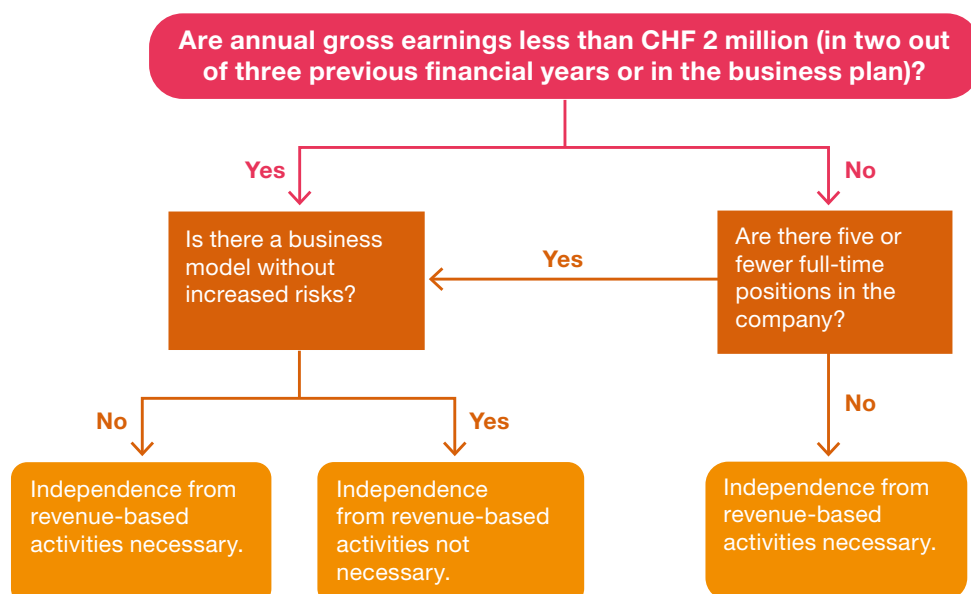 Are annual gross earnings less than CHF 2 million (in two out
of three previous financial years or in the business plan)?
Yes
No
Is there a business
model without
increased risks?
Yes
Are there five or
fewer full-time
positions in the
company?
No
Yes
No
Independence from
revenue-based
activities necessary.
Independence
from revenue-based
activities not
necessary.
Independence from
revenue-based
activities necessary.